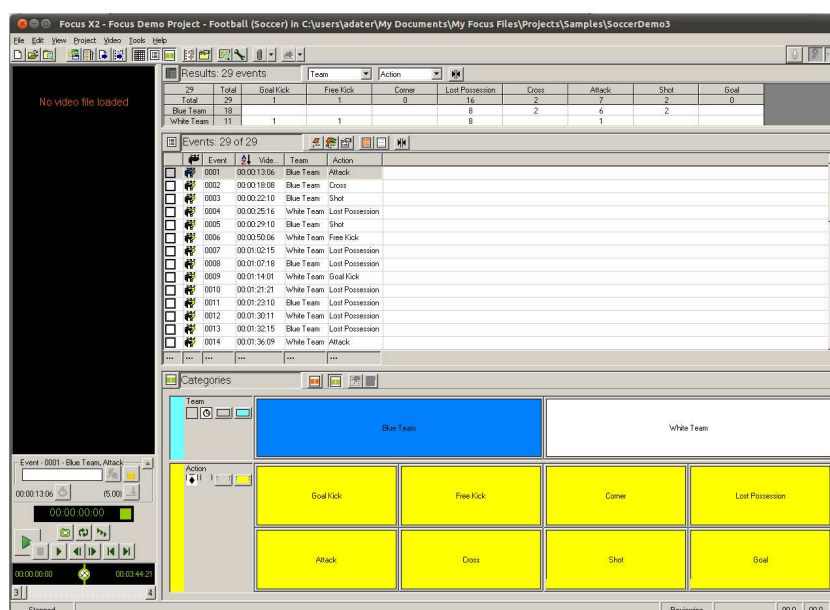 Focus X2 - Focus Demo Project - Football (Soccer) in C:\users\adater\My Documents\My Focus Files\Projects\Samples\SoccerDemo3
File Edit View Project Video Tools Help
No video file loaded
Results: 29 events Team Action
29 Total Goal Kick Free Kick Corner Lost Possession Cross Attack Shot Goal
Total 29 1 1 0 16 2 7 2 0
Blue Team 18 8 2 6 2
White Team 11 1 1 8 1
Events: 29 of 29
Event Vide... Team Action
0001 00:00:13:06 Blue Team Attack
0002 00:00:18:08 Blue Team Cross
0003 00:00:22:10 Blue Team Shot
0004 00:00:25:16 White Team Lost Possession
0005 00:00:29:10 Blue Team Shot
0006 00:00:50:06 White Team Free Kick
0007 00:01:02:15 White Team Lost Possession
0008 00:01:07:18 Blue Team Lost Possession
0009 00:01:14:01 White Team Goal Kick
0010 00:01:21:21 White Team Lost Possession
0011 00:01:23:10 Blue Team Lost Possession
0012 00:01:30:11 White Team Lost Possession
0013 00:01:32:15 Blue Team Lost Possession
0014 00:01:36:09 White Team Attack
... ... ... ... ... ...
Categories
Team
Blue Team White Team
Action
Goal Kick Free Kick Corner Lost Possession
Attack Cross Shot Goal
Event - 0001 - Blue Team, Attack
00:00:13:06 (5.00)
00:00:00:00
00:00:00:00 00:03:44:21
3 4
Stopped Reviewing 00.0 00.0